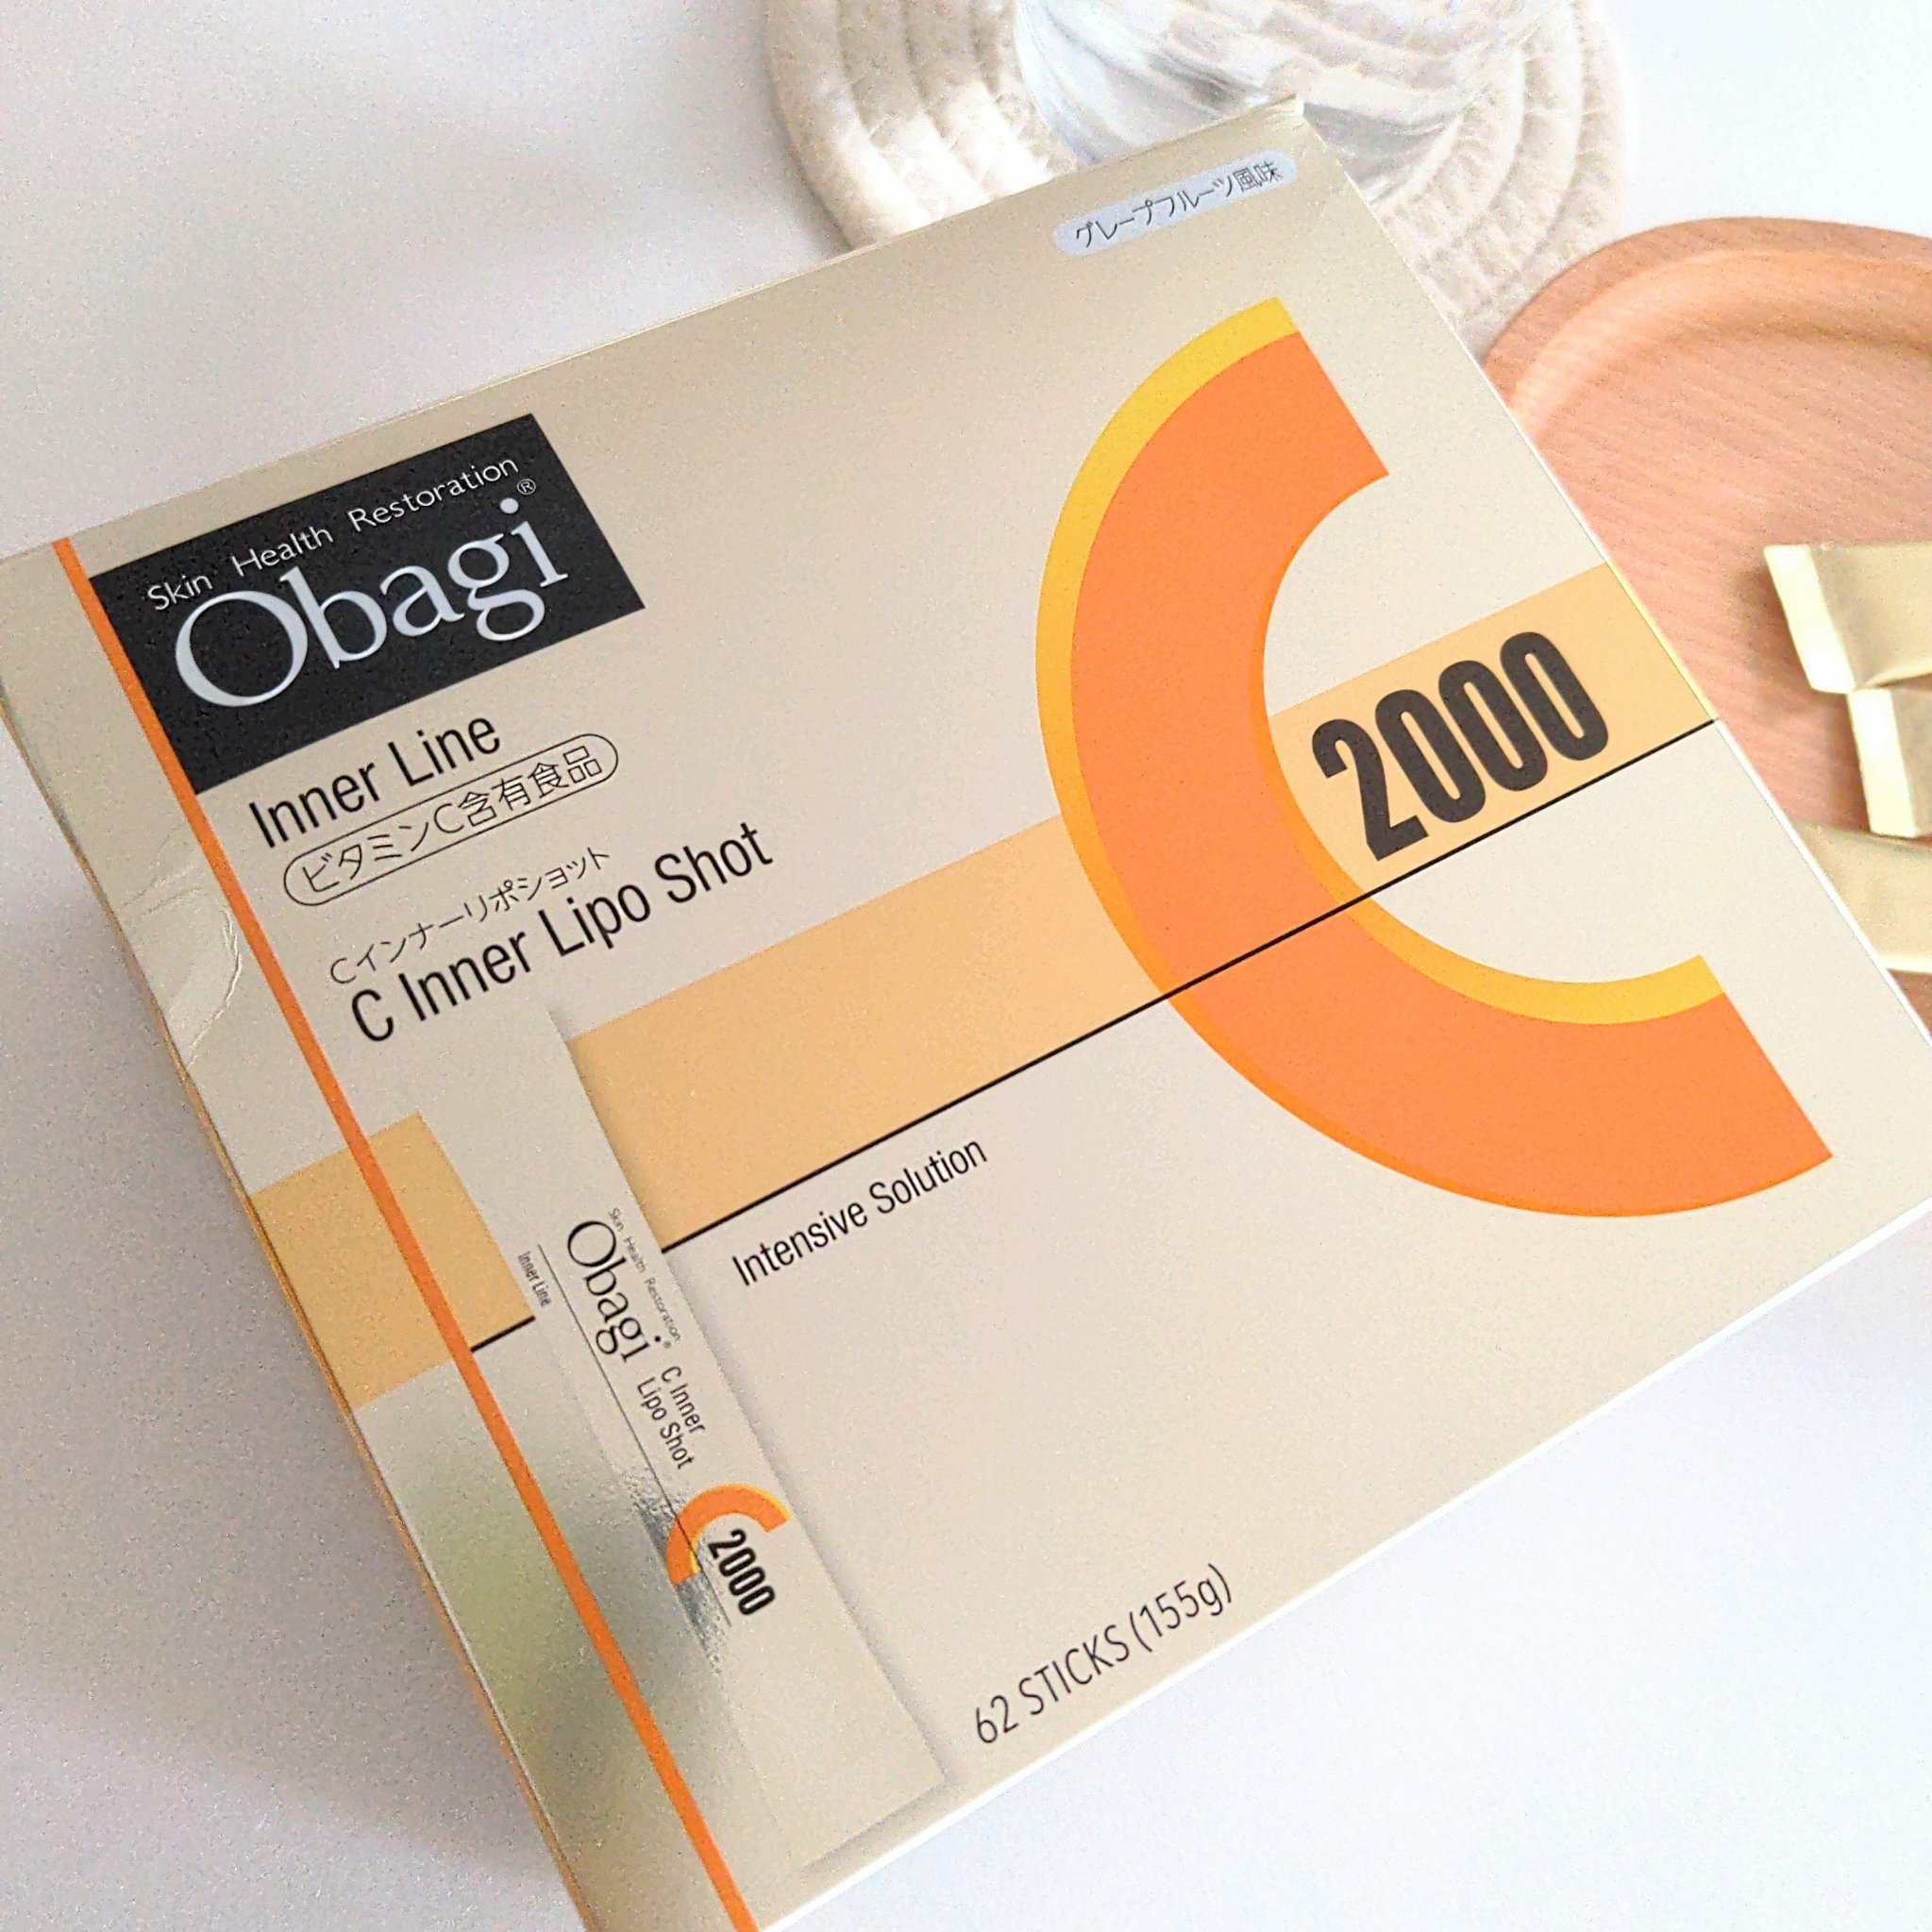 グレープフルーツ風味
Skin Health Restoration
Obagi®
Inner Line
ビタミンC含有食品
Cインナーリポショット
C Inner Lipo Shot
C
2000
Intensive Solution
Skin Health Restoration
Obagi®
Inner Line
C Inner
Lipo Shot
C
2000
62 STICKS (155g)